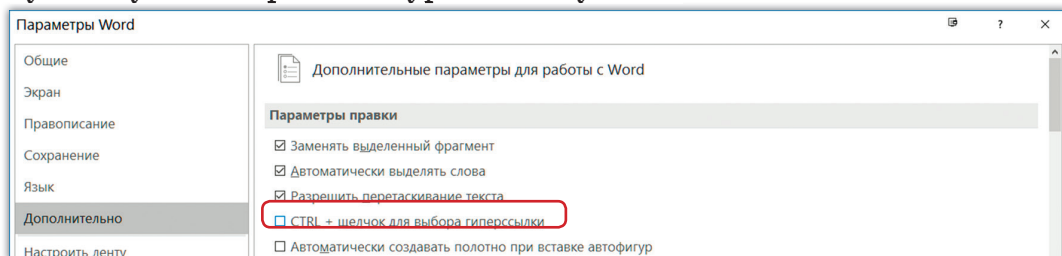 Параметры Word
?
Общие
Экран
Правописание
Сохранение
Язык
Дополнительно
Настроить ленту
Дополнительные параметры для работы с Word
Параметры правки
Заменять выделенный фрагмент
Автоматически выделять слова
Разрешить перетаскивание текста
CTRL + щелчок для выбора гиперссылки
Автоматически создавать полотно при вставке автофигур